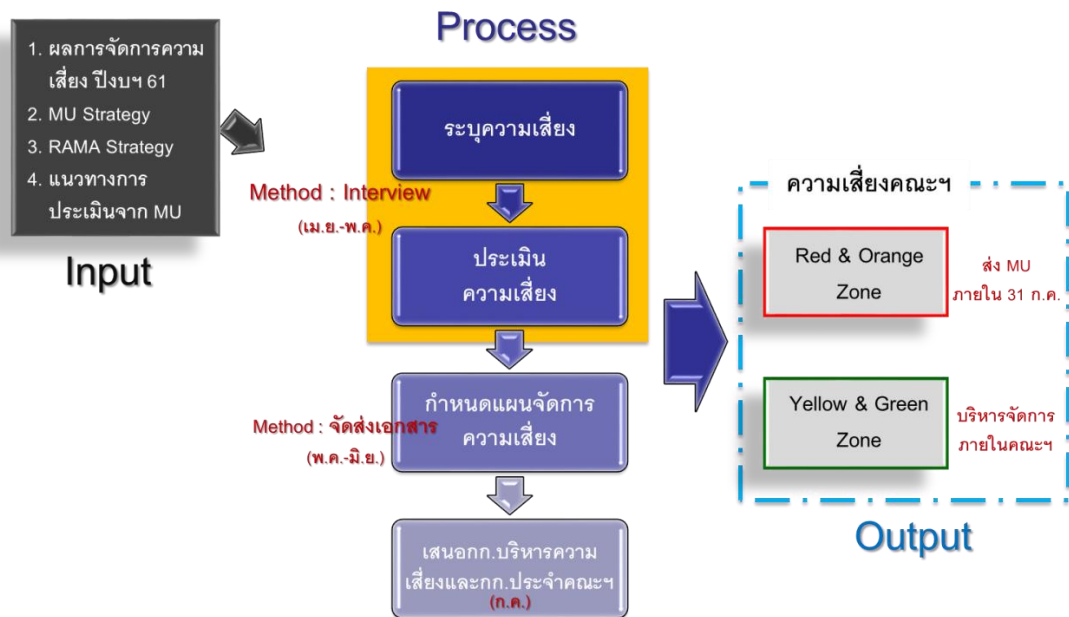 1. ผลการจัดการความ
เสี่ยง ปีงบฯ 61
2. MU Strategy
3. RAMA Strategy
4. แนวทางการ
ประเมินจาก MU
Input
Process
ระบุความเสี่ยง
Method : Interview
(เม.ย.-พ.ค.)
ประเมิน
ความเสี่ยง
กำหนดแผนจัดการ
ความเสี่ยง
Method : จัดส่งเอกสาร
(พ.ค.-มิ.ย.)
เสนอกก.บริหารความ
เสี่ยงและกก.ประจำคณะฯ
(ก.ค.)
ความเสี่ยงคณะฯ
Red & Orange
Zone
ส่ง MU
ภายใน 31 ก.ค.
Yellow & Green
Zone
บริหารจัดการ
ภายในคณะฯ
Output